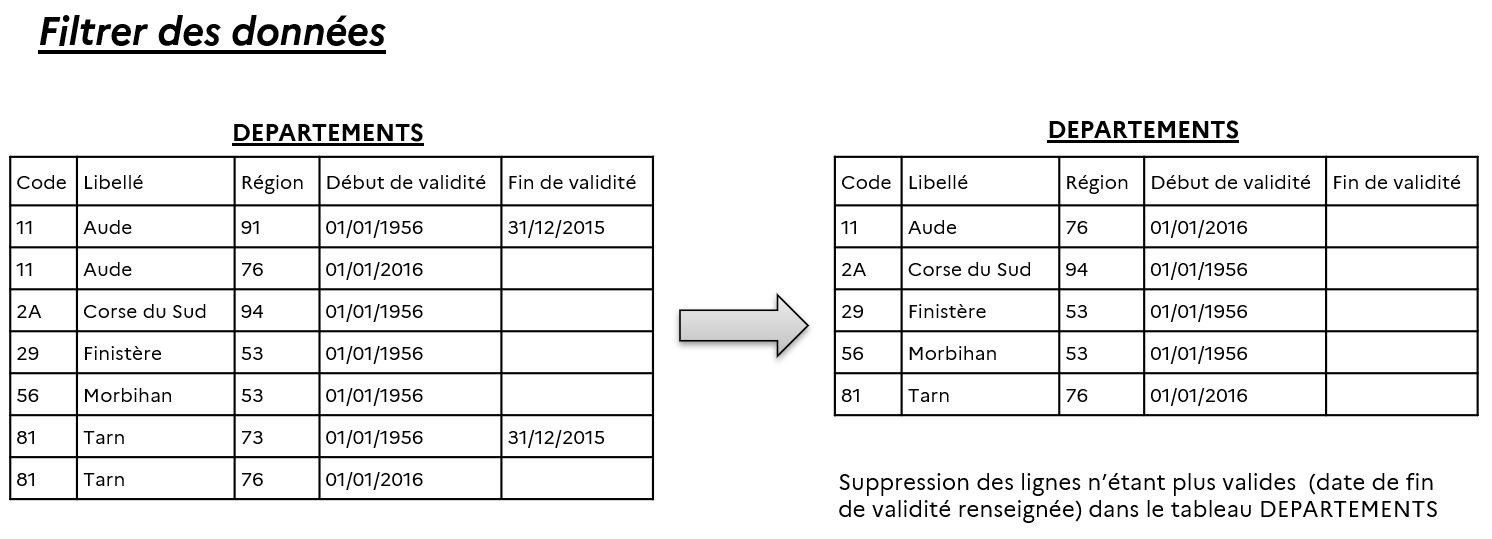 Filtrer des données
DEPARTEMENTS
Code Libellé Région Début de validité Fin de validité
11 Aude 91 01/01/1956 31/12/2015
11 Aude 76 01/01/2016
2A Corse du Sud 94 01/01/1956
29 Finistère 53 01/01/1956
56 Morbihan 53 01/01/1956
81 Tarn 73 01/01/1956 31/12/2015
81 Tarn 76 01/01/2016
DEPARTEMENTS
Code Libellé Région Début de validité Fin de validité
11 Aude 76 01/01/2016
2A Corse du Sud 94 01/01/1956
29 Finistère 53 01/01/1956
56 Morbihan 53 01/01/1956
81 Tarn 76 01/01/2016
Suppression des lignes n’étant plus valides (date de fin
de validité renseignée) dans le tableau DEPARTEMENTS